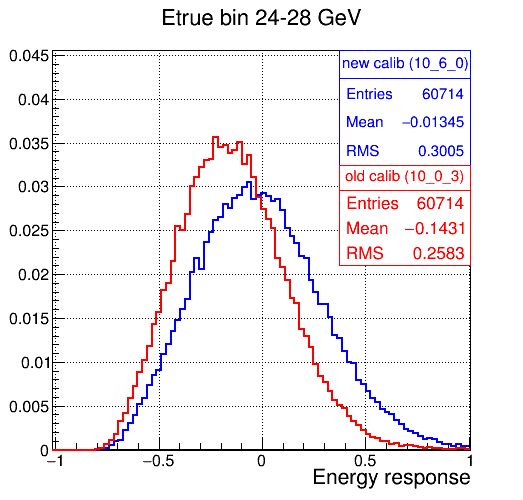 Etrue bin 24-28 GeV
new calib (10_6_0)
Entries 60714
Mean −0.01345
RMS 0.3005
old calib (10_0_3)
Entries 60714
Mean −0.1431
RMS 0.2583
0.045
0.04
0.035
0.03
0.025
0.02
0.015
0.01
0.005
0
−1 −0.5 0 0.5 1
Energy response